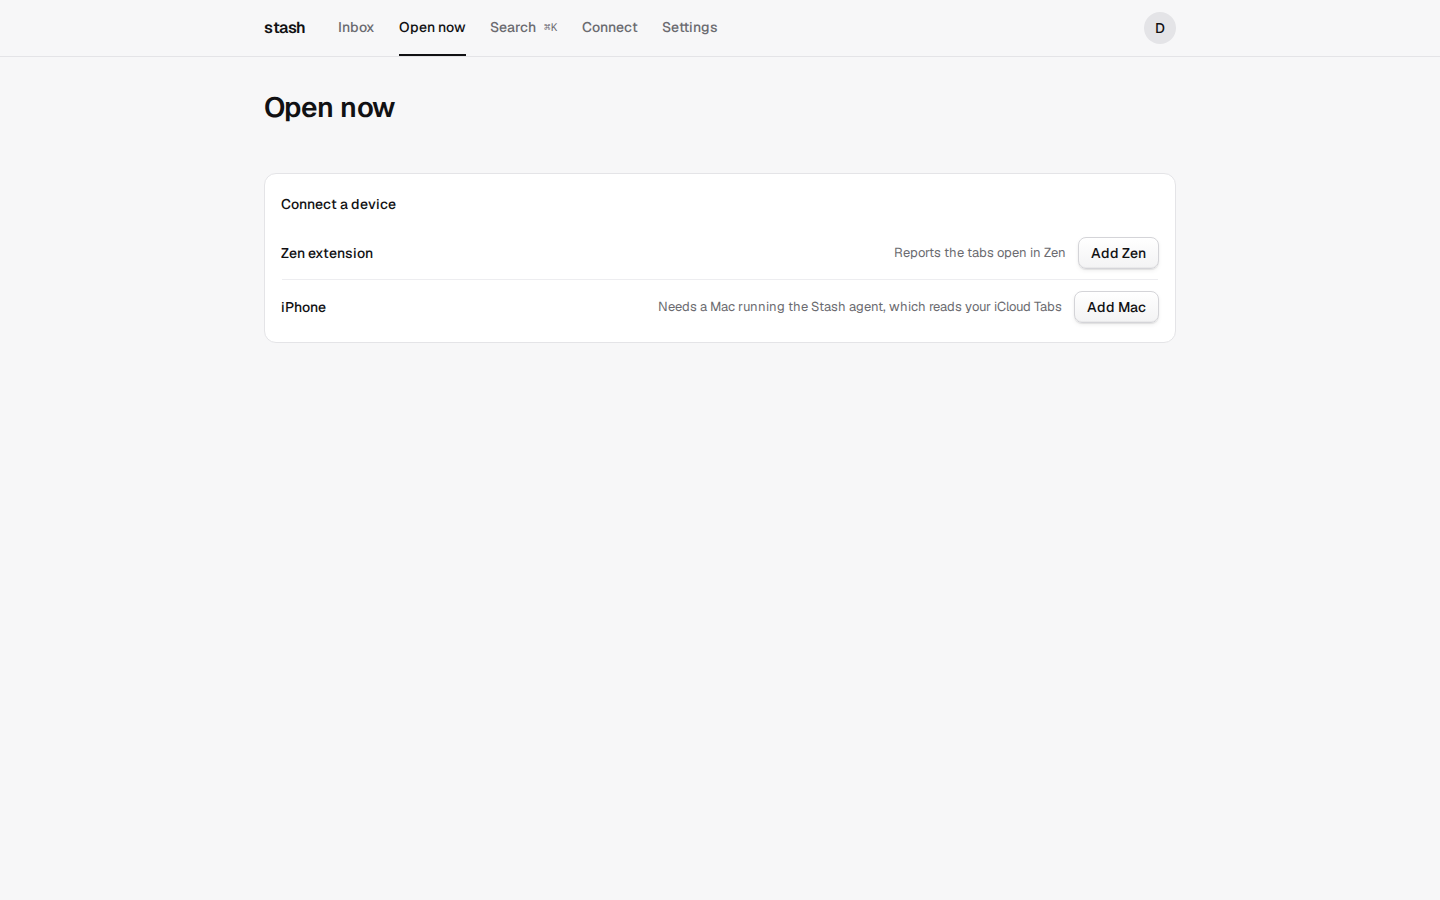 stash Inbox Open now Search ⌘K Connect Settings D
Open now
Connect a device
Zen extension Reports the tabs open in Zen Add Zen
iPhone Needs a Mac running the Stash agent, which reads your iCloud Tabs Add Mac